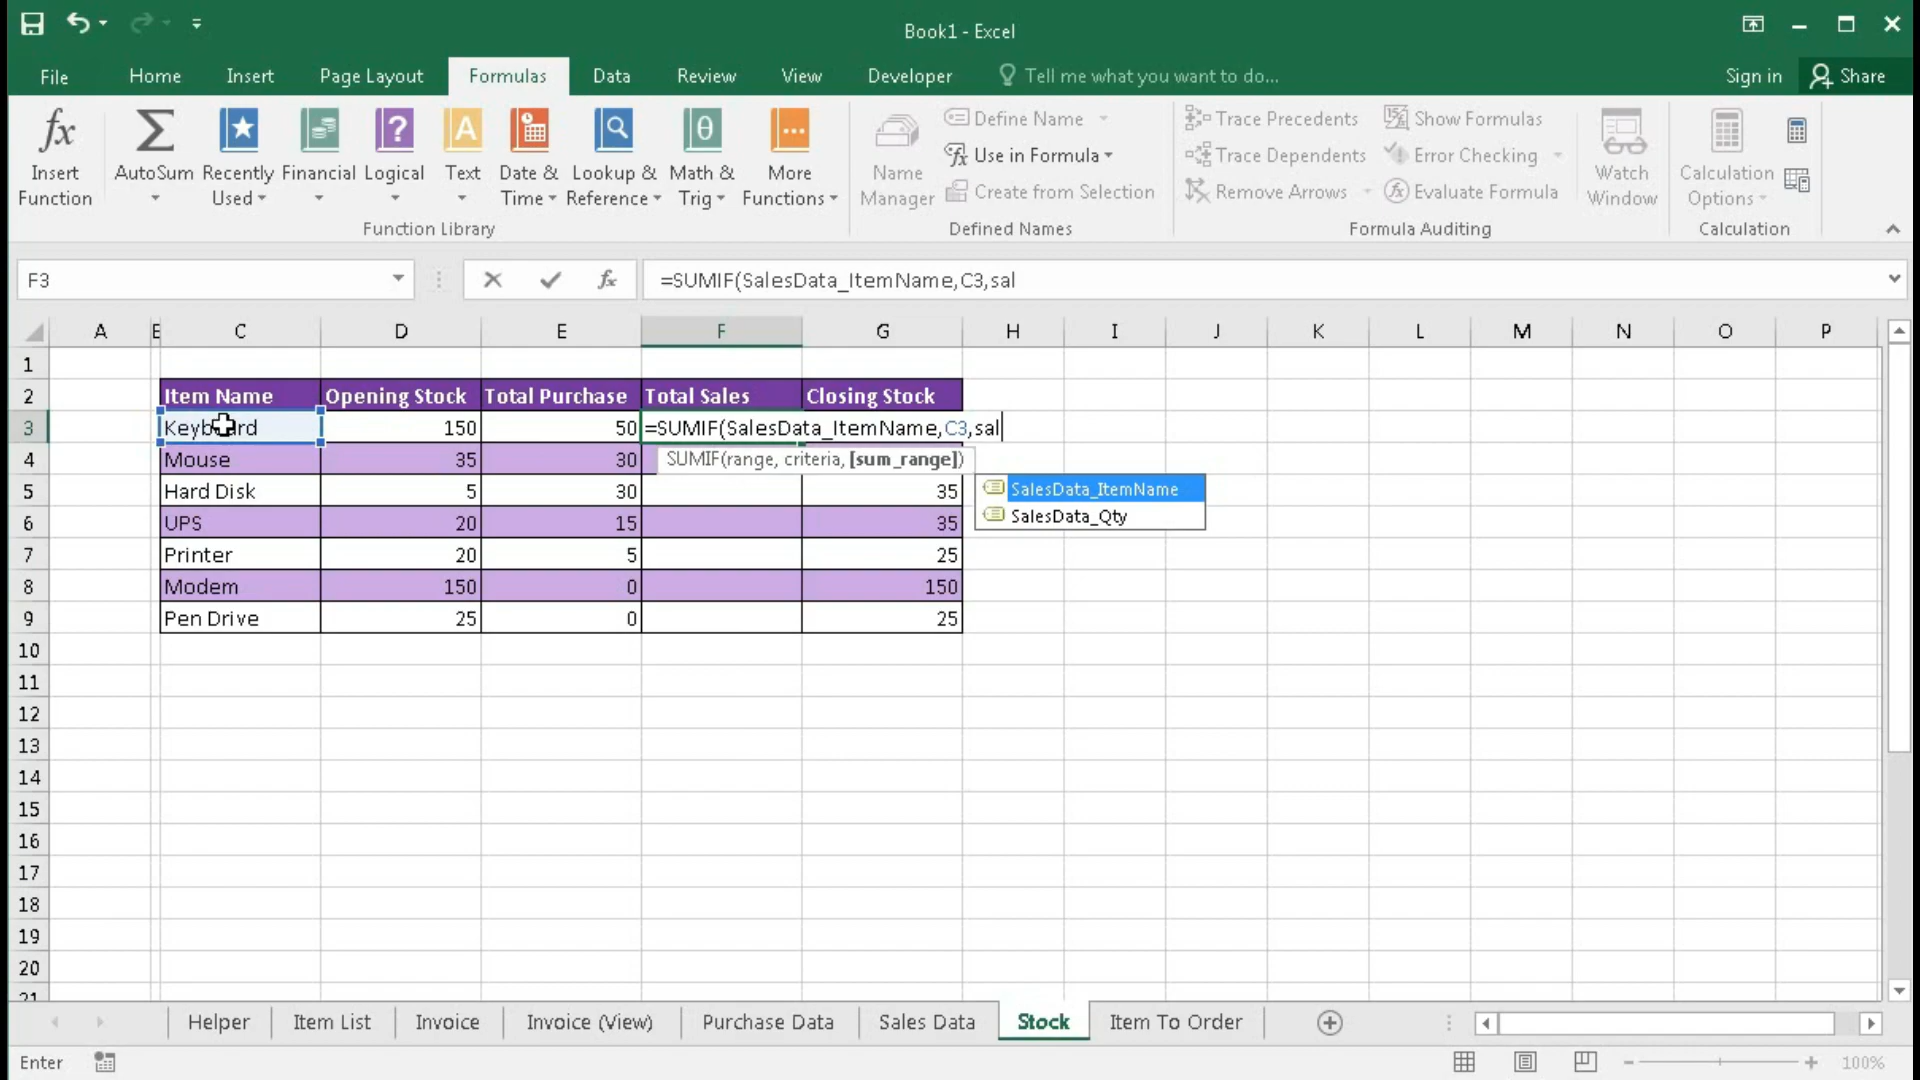 Book1 - Excel
File Home Insert Page Layout Formulas Data Review View Developer Tell me what you want to do... Sign in Share
fx Σ ? A θ ...
Insert Function
AutoSum
Recently Used
Financial
Logical
Text
Date & Time
Lookup & Reference
Math & Trig
More Functions
Function Library
Name Manager
Define Name
Use in Formula
Create from Selection
Defined Names
Trace Precedents
Trace Dependents
Remove Arrows
Show Formulas
Error Checking
Evaluate Formula
Formula Auditing
Watch Window
Calculation Options
Calculation
F3 fx =SUMIF(SalesData_ItemName,C3,sal
A C D E F G H I J K L M N O P
1
2 Item Name Opening Stock Total Purchase Total Sales Closing Stock
3 Keyboard 150 50 =SUMIF(SalesData_ItemName,C3,sal
4 Mouse 35 30 SUMIF(range, criteria, [sum_range])
SalesData_ItemName
5 Hard Disk 5 30 35
SalesData_Qty
6 UPS 20 15 35
7 Printer 20 5 25
8 Modem 150 0 150
9 Pen Drive 25 0 25
10
11
12
13
14
15
16
17
18
19
20
21
Helper Item List Invoice Invoice (View) Purchase Data Sales Data Stock Item To Order
Enter 100%